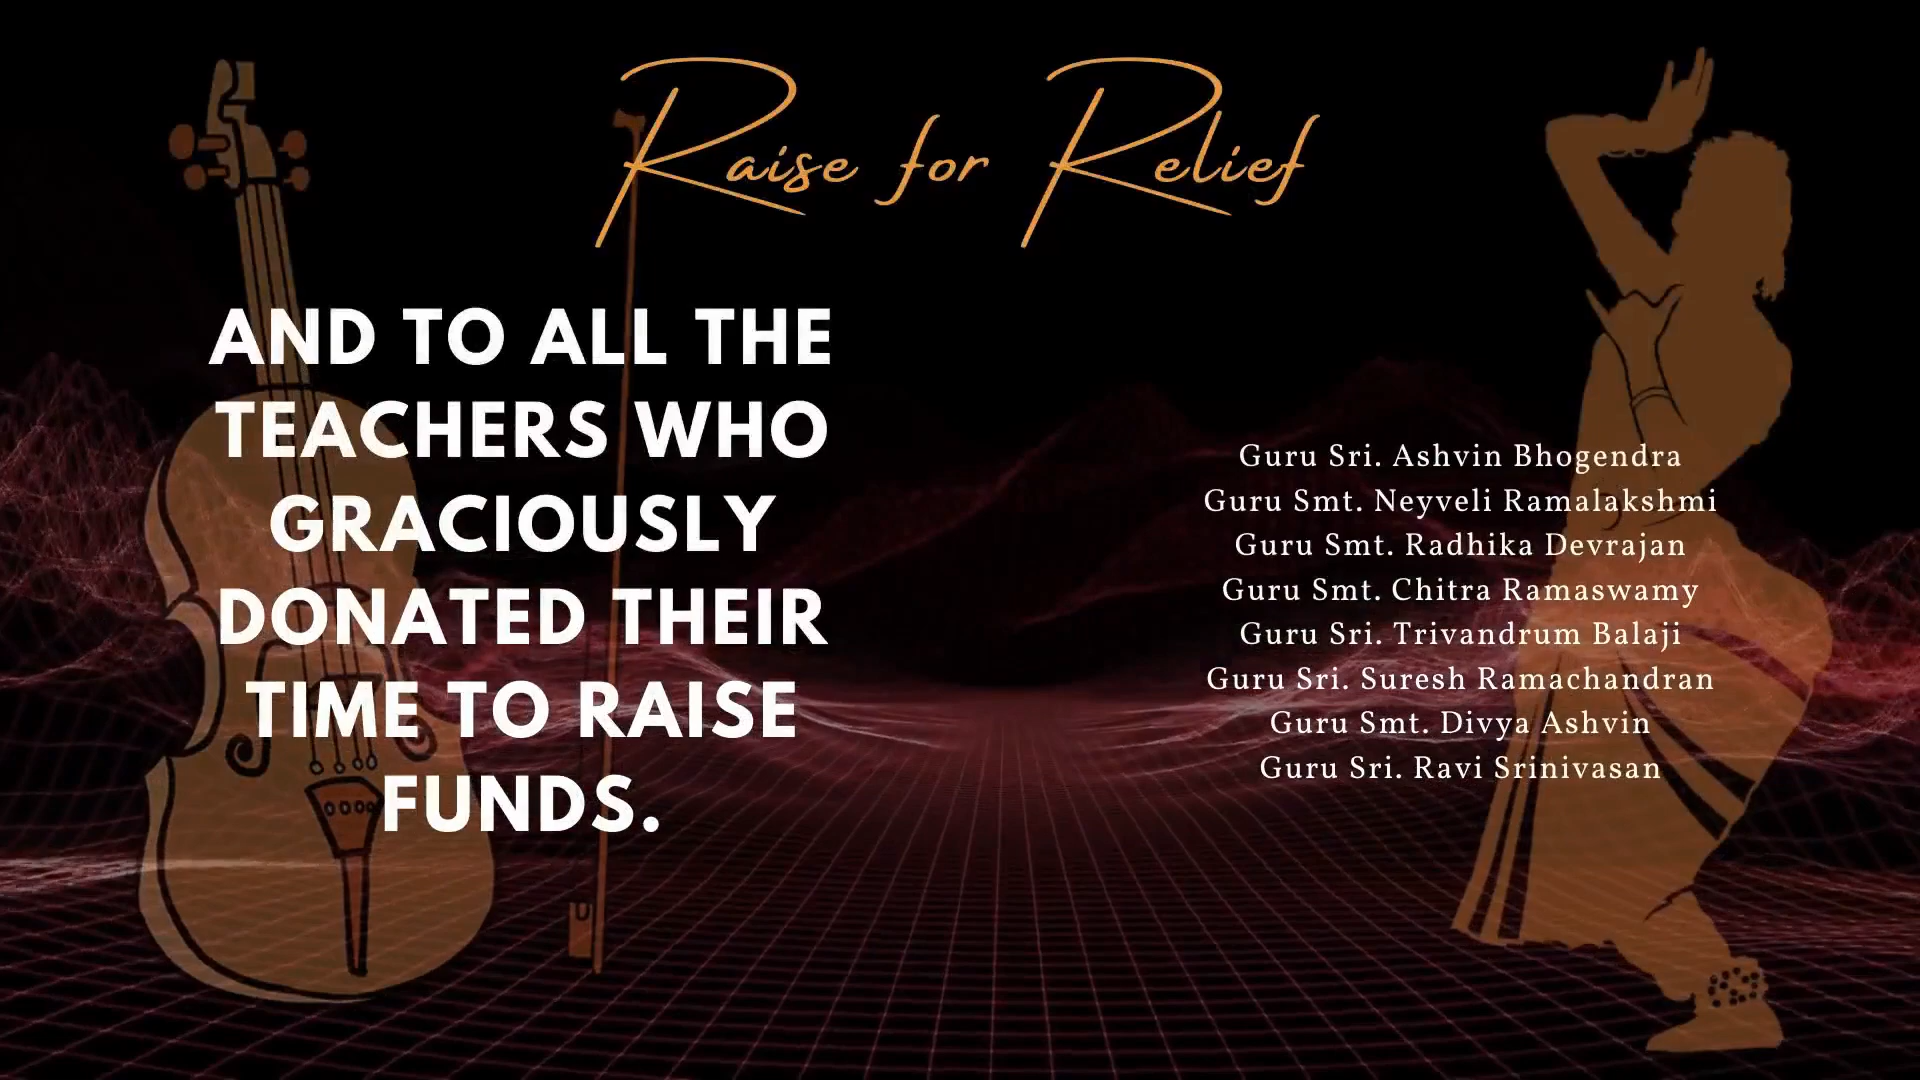 Raise for Relief
AND TO ALL THE
TEACHERS WHO
GRACIOUSLY
DONATED THEIR
TIME TO RAISE
FUNDS.
Guru Sri. Ashvin Bhogendra
Guru Smt. Neyveli Ramalakshmi
Guru Smt. Radhika Devrajan
Guru Smt. Chitra Ramaswamy
Guru Sri. Trivandrum Balaji
Guru Sri. Suresh Ramachandran
Guru Smt. Divya Ashvin
Guru Sri. Ravi Srinivasan